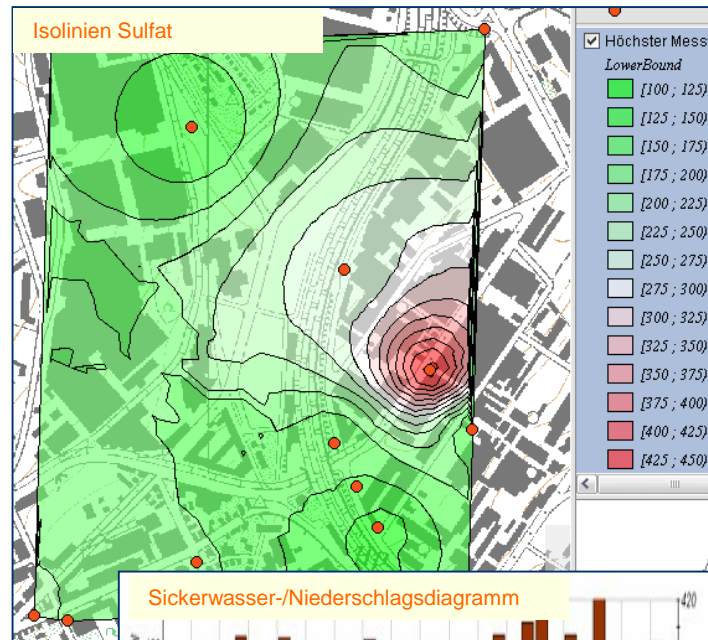 Isolinien Sulfat
Höchster Mess
LowerBound
[100 ; 125)
[125 ; 150)
[150 ; 175)
[175 ; 200)
[200 ; 225)
[225 ; 250)
[250 ; 275)
[275 ; 300)
[300 ; 325)
[325 ; 350)
[350 ; 375)
[375 ; 400)
[400 ; 425)
[425 ; 450)
Sickerwasser-/Niederschlagsdiagramm
420